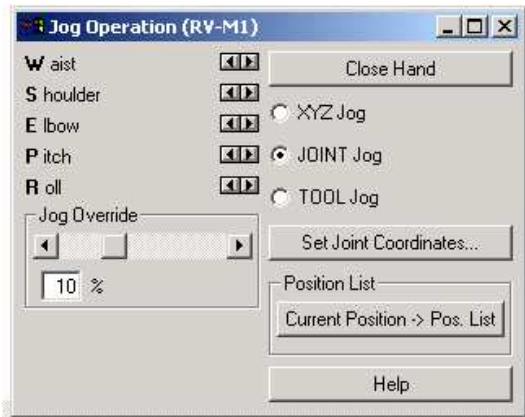 Jog Operation (RV-M1)
W aist
S houlder
E lbow
P itch
R oll
Jog Override
10 %
Close Hand
XYZ Jog
JOINT Jog
TOOL Jog
Set Joint Coordinates...
Position List
Current Position -> Pos. List
Help